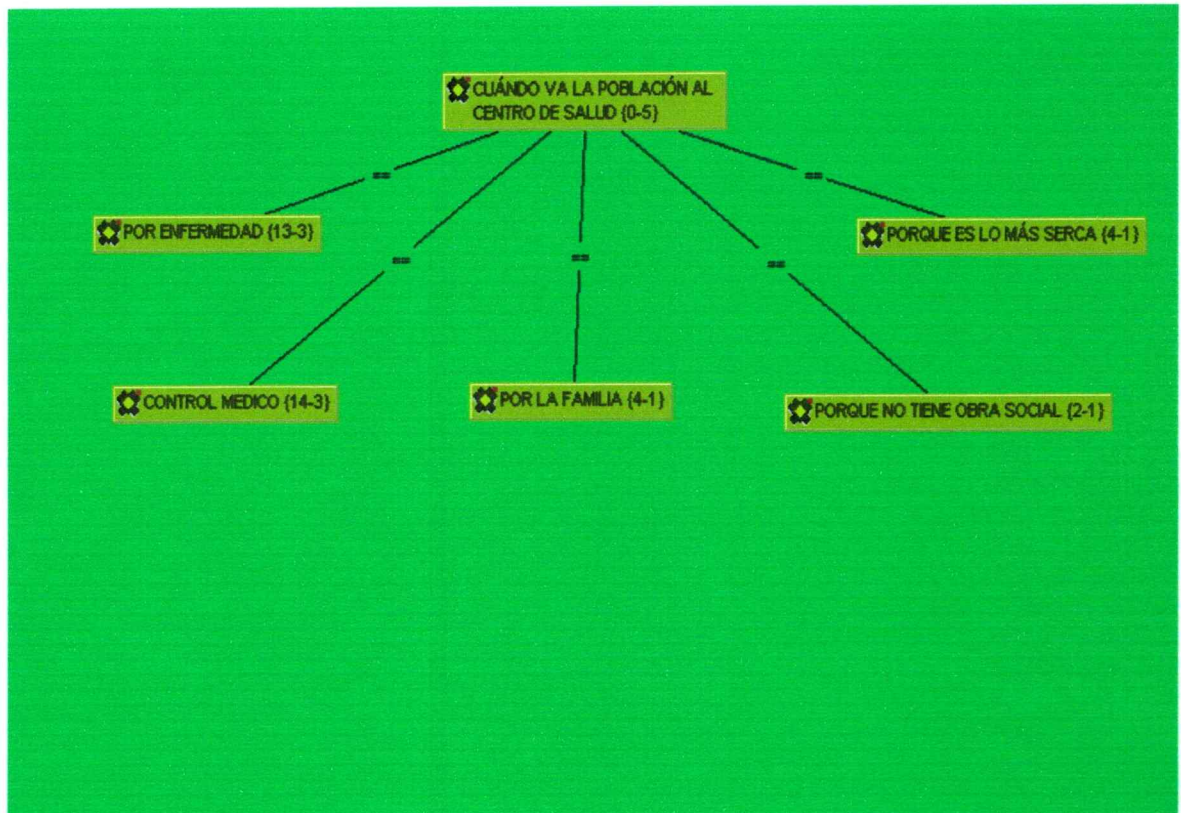 CUÁNDO VA LA POBLACIÓN AL
CENTRO DE SALUD {0-5}
==
==
POR ENFERMEDAD {13-3}
PORQUE ES LO MÁS SERCA {4-1}
==
==
==
CONTROL MEDICO {14-3}
POR LA FAMILIA {4-1}
PORQUE NO TIENE OBRA SOCIAL {2-1}